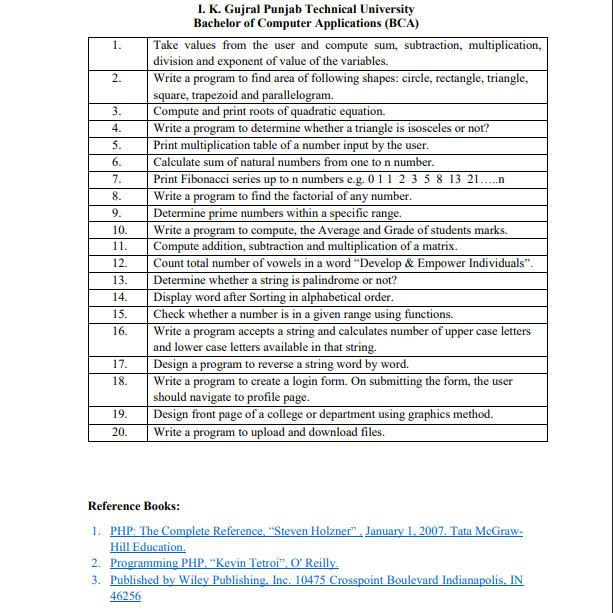 I. K. Gujral Punjab Technical University
Bachelor of Computer Applications (BCA)
1. Take values from the user and compute sum, subtraction, multiplication,
division and exponent of value of the variables.
2. Write a program to find area of following shapes: circle, rectangle, triangle,
square, trapezoid and parallelogram.
3. Compute and print roots of quadratic equation.
4. Write a program to determine whether a triangle is isosceles or not?
5. Print multiplication table of a number input by the user.
6. Calculate sum of natural numbers from one to n number.
7. Print Fibonacci series up to n numbers e.g. 0 1 1 2 3 5 8 13 21…..n
8. Write a program to find the factorial of any number.
9. Determine prime numbers within a specific range.
10. Write a program to compute, the Average and Grade of students marks.
11. Compute addition, subtraction and multiplication of a matrix.
12. Count total number of vowels in a word “Develop & Empower Individuals”.
13. Determine whether a string is palindrome or not?
14. Display word after Sorting in alphabetical order.
15. Check whether a number is in a given range using functions.
16. Write a program accepts a string and calculates number of upper case letters
and lower case letters available in that string.
17. Design a program to reverse a string word by word.
18. Write a program to create a login form. On submitting the form, the user
should navigate to profile page.
19. Design front page of a college or department using graphics method.
20. Write a program to upload and download files.
Reference Books:
1. PHP: The Complete Reference, “Steven Holzner” , January 1, 2007. Tata McGraw-
Hill Education.
2. Programming PHP, “Kevin Tetroi”, O' Reilly.
3. Published by Wiley Publishing, Inc. 10475 Crosspoint Boulevard Indianapolis, IN
46256